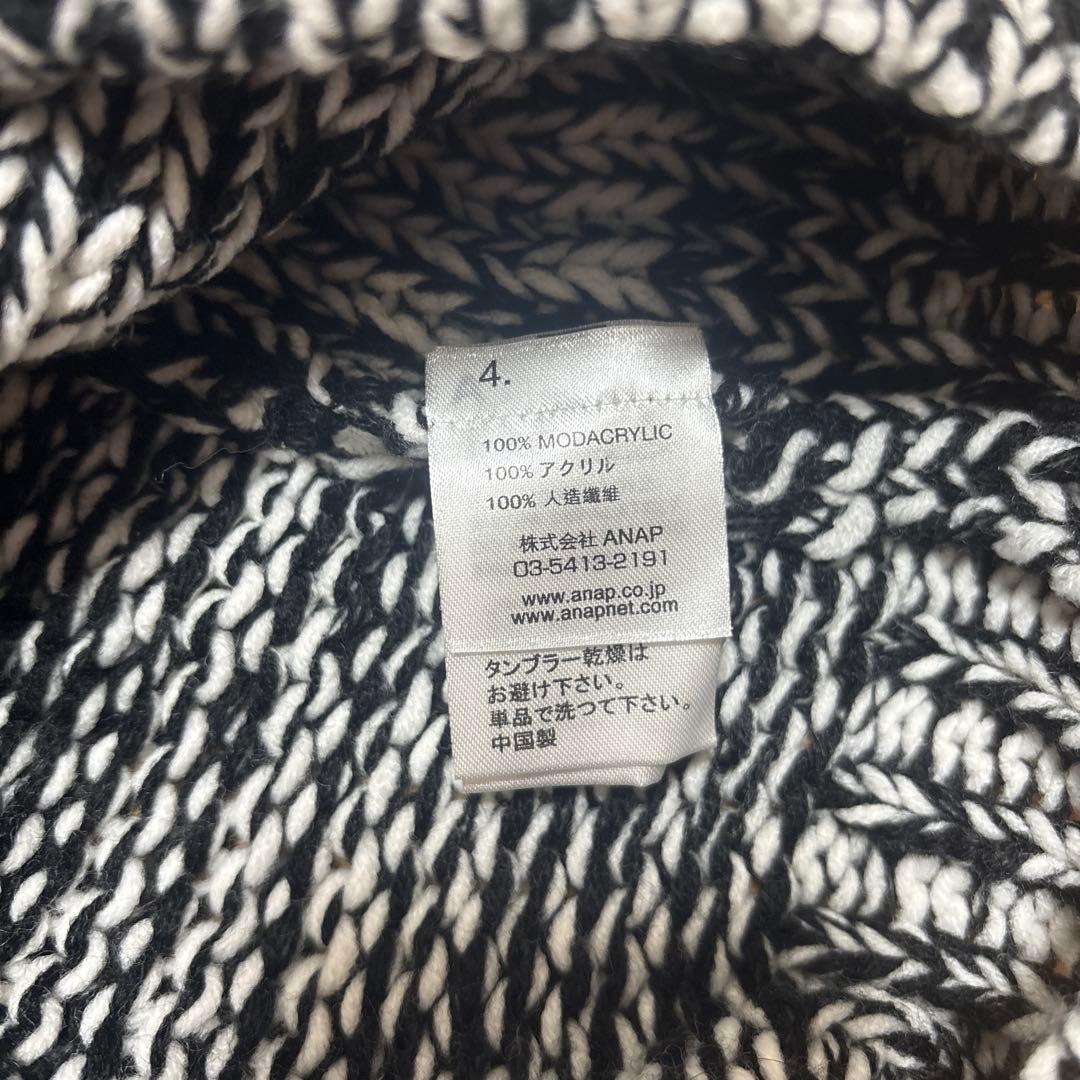 4.
100% MODACRYLIC
100% アクリル
100% 人造纖維
株式会社 ANAP
03-5413-2191
www.anap.co.jp
www.anapnet.com
タンブラー乾燥は
お避け下さい。
単品で洗つて下さい。
中国製